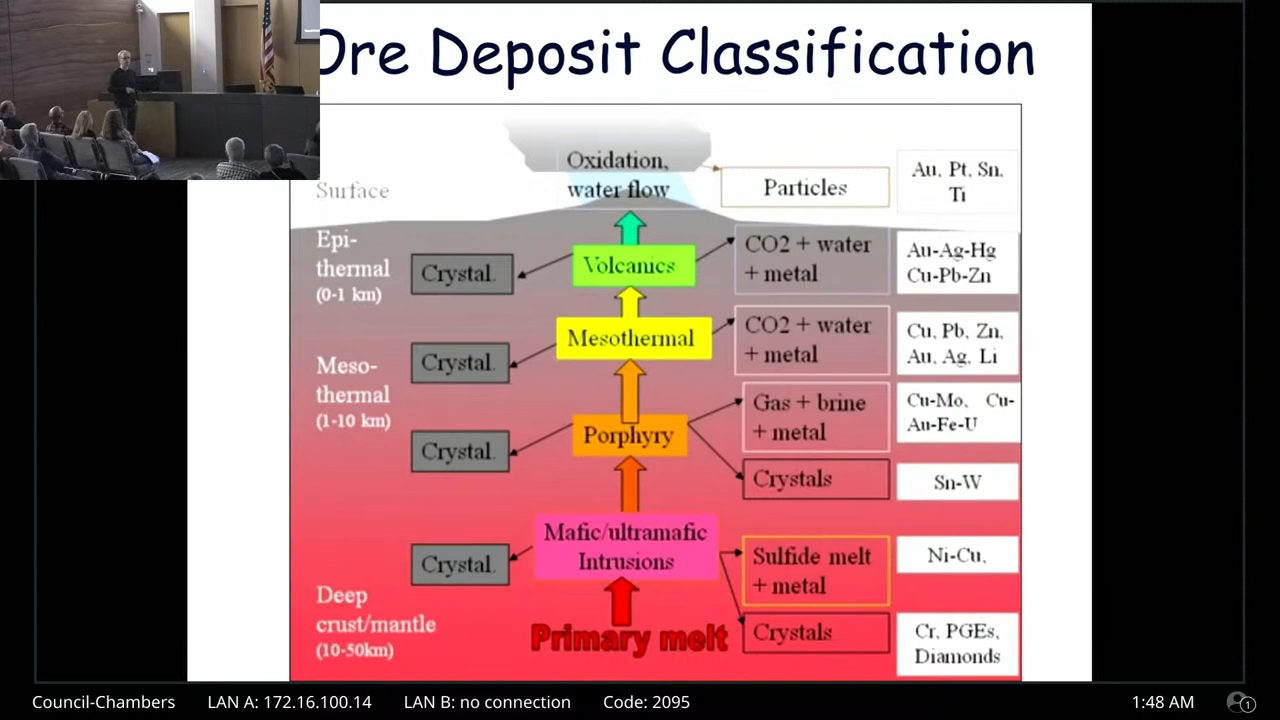 Ore Deposit Classification
Oxidation,
water flow
Particles
Au, Pt, Sn,
Ti
Surface
Epi-
thermal
(0-1 km)
Crystal.
Volcanics
CO2 + water
+ metal
Au-Ag-Hg
Cu-Pb-Zn
Meso-
thermal
(1-10 km)
Crystal.
Mesothermal
CO2 + water
+ metal
Cu, Pb, Zn,
Au, Ag, Li
Crystal.
Porphyry
Gas + brine
+ metal
Cu-Mo, Cu-
Au-Fe-U
Crystals
Sn-W
Deep
crust/mantle
(10-50km)
Crystal.
Mafic/ultramafic
Intrusions
Sulfide melt
+ metal
Ni-Cu,
Primary melt
Crystals
Cr, PGEs,
Diamonds
Council-Chambers LAN A: 172.16.100.14 LAN B: no connection Code: 2095 1:48 AM 1